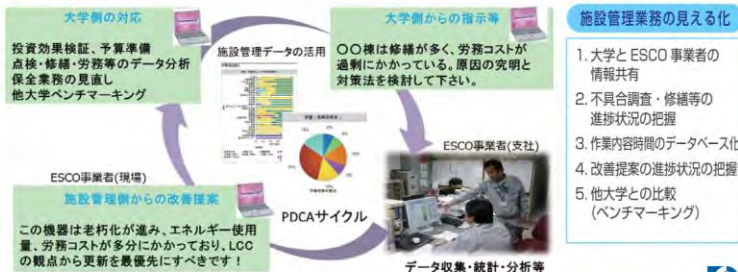 大学側の対応
投資効果検証、予算準備
点検・修繕・労務等のデータ分析
保全業務の見直し
他大学ベンチマーキング
施設管理データの活用
大学側からの指示等
〇〇棟は修繕が多く、労務コストが
過剰にかかっている。原因の究明と
対策法を検討して下さい。
ESCO事業者(支社)
ESCO事業者(現場)
施設管理側からの改善提案
この機器は老朽化が進み、エネルギー使用
量、労務コストが多分にかかっており、LCC
の観点から更新を最優先にすべきです！
PDCAサイクル
データ収集・統計・分析等
施設管理業務の見える化
1. 大学と ESCO 事業者の
情報共有
2. 不具合調査・修繕等の
進捗状況の把握
3. 作業内容時間のデータベース化
4. 改善提案の進捗状況の把握
5. 他大学との比較
（ベンチマーキング）